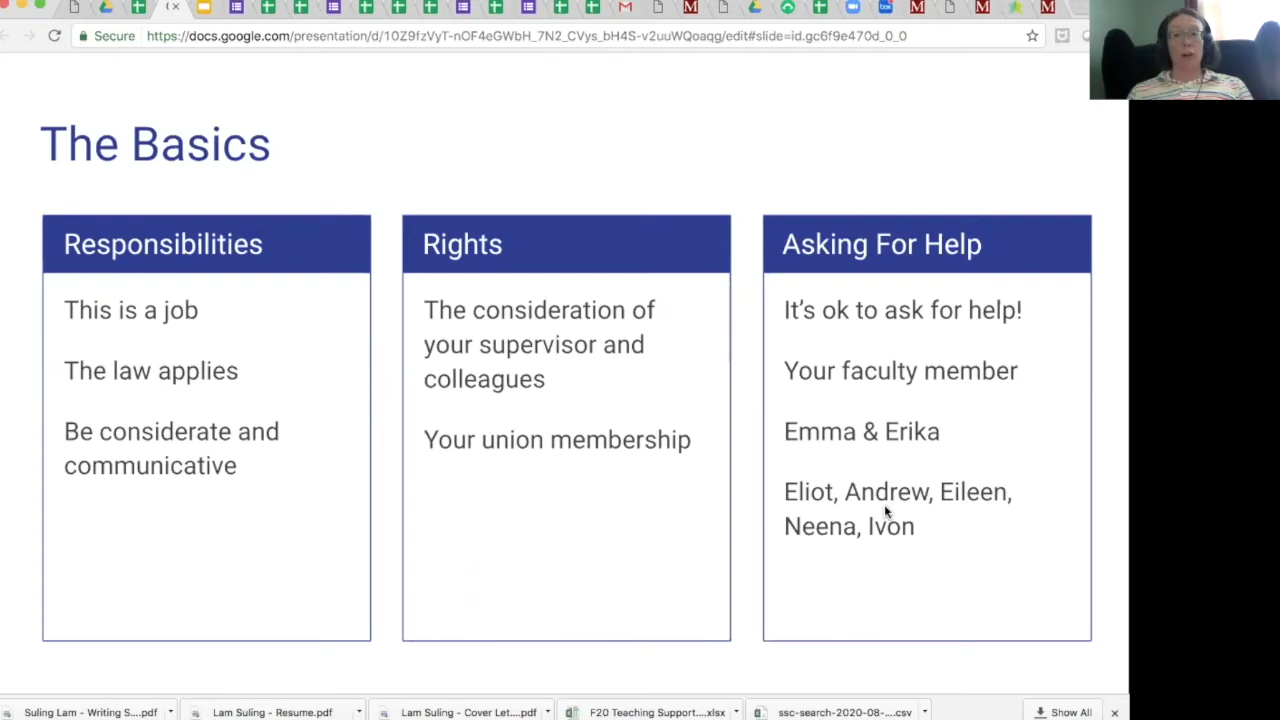 Secure
https://docs.google.com/presentation/d/10Z9fzVyT-nOF4eGWbH_7N2_CVys_bH4S-v2uuWQoaqg/edit#slide=id.gc6f9e470d_0_0
The Basics
Responsibilities
This is a job
The law applies
Be considerate and
communicative
Rights
The consideration of
your supervisor and
colleagues
Your union membership
Asking For Help
It's ok to ask for help!
Your faculty member
Emma & Erika
Eliot, Andrew, Eileen,
Neena, Ivon
Suling Lam - Writing S....pdf
Lam Suling - Resume.pdf
Lam Suling - Cover Let....pdf
F20 Teaching Support....xlsx
ssc-search-2020-08-....csv
Show All